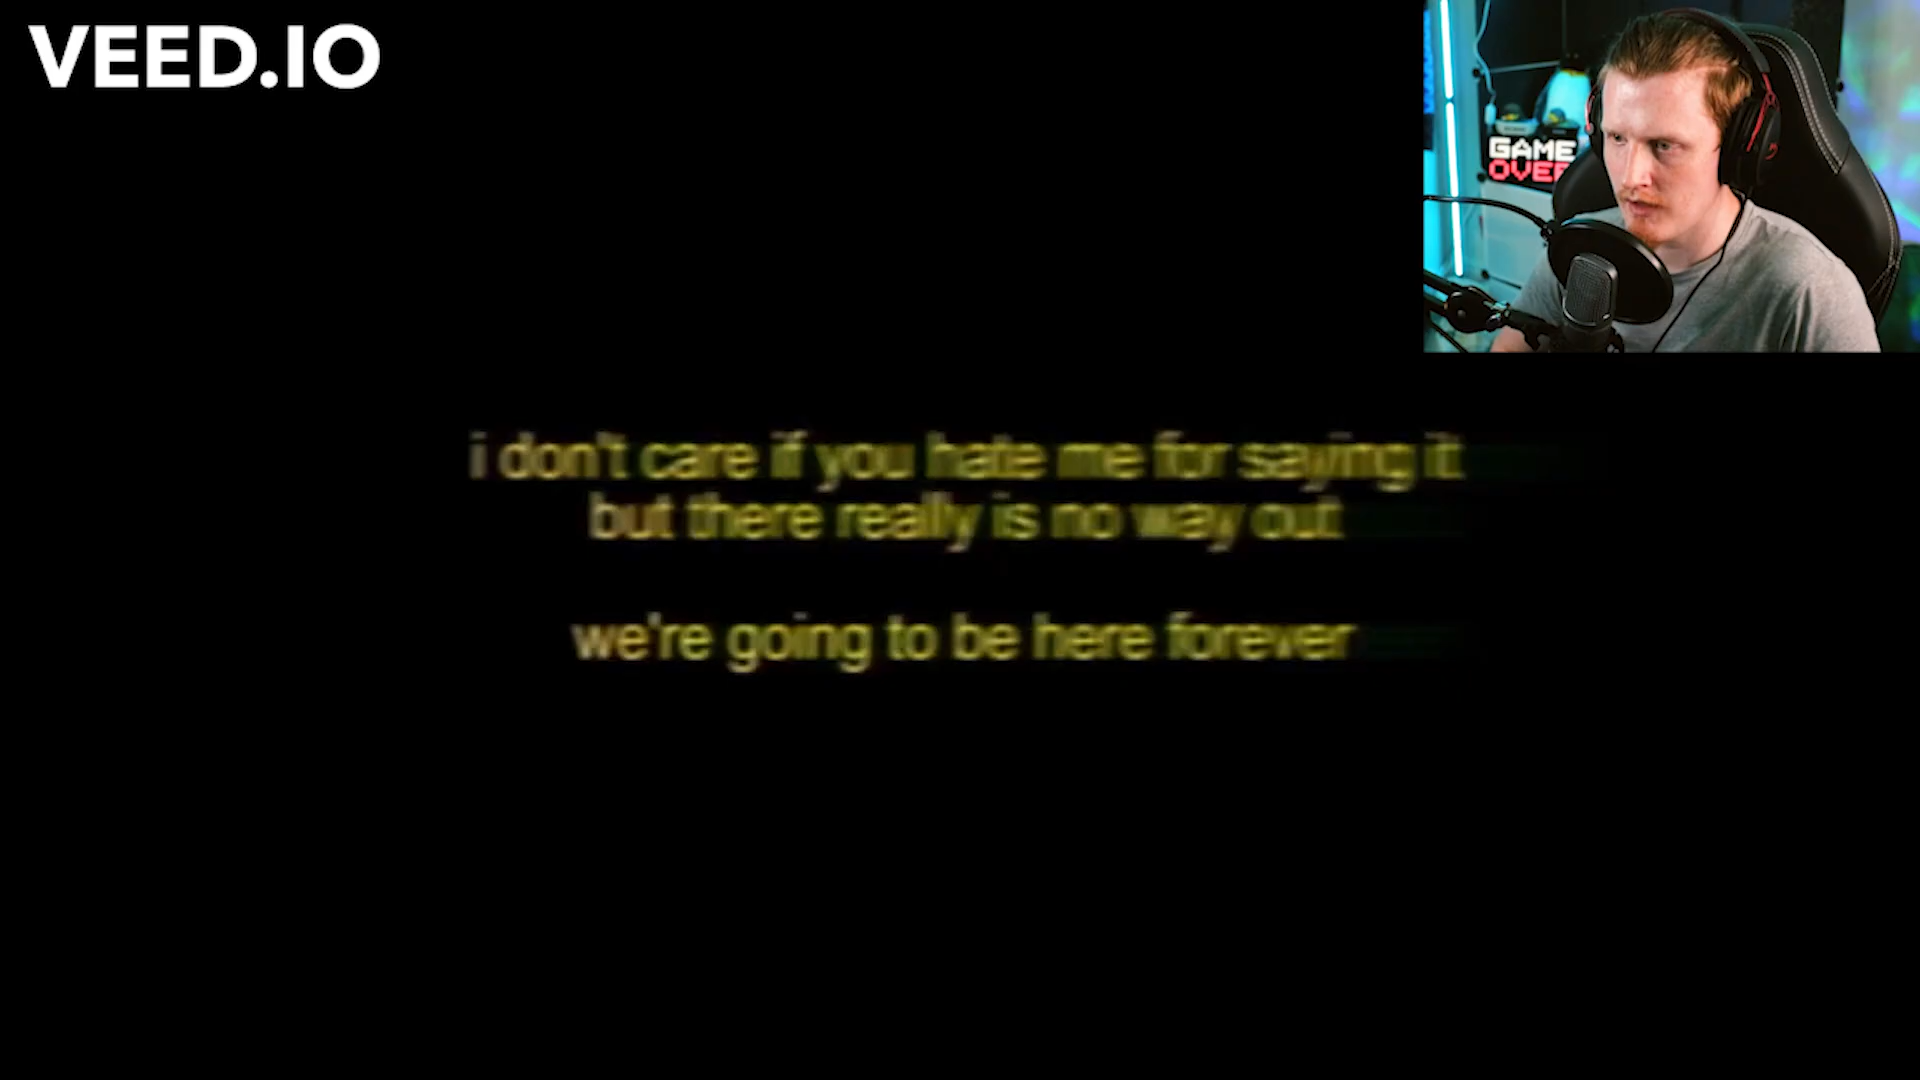 VEED.IO
GAME
OVER
i don't care if you hate me for saying it
but there really is no way out
we're going to be here forever